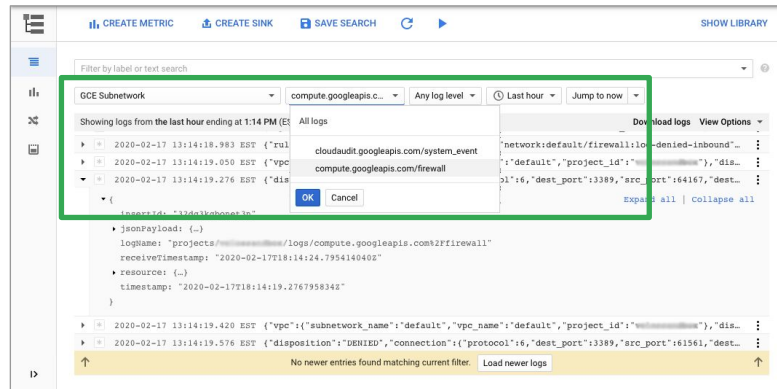 CREATE METRIC CREATE SINK SAVE SEARCH SHOW LIBRARY
Filter by label or text search
GCE Subnetwork compute.googleapis.c... Any log level Last hour Jump to now
Showing logs from the last hour ending at 1:14 PM (ES Download logs View Options
All logs
cloudaudit.googleapis.com/system_event
compute.googleapis.com/firewall
OK Cancel
2020-02-17 13:14:18.983 EST {"rul "network:default/firewall: -denied-inbound"…
2020-02-17 13:14:19.050 EST {"vpc ":"default","project_id":" "},"dis…
2020-02-17 13:14:19.276 EST {"dis ol":6,"dest_port":3389,"src_port":64167,"dest…
{ Expand all | Collapse all
jsonPayload: {…}
logName: "projects/ /logs/compute.googleapis.com%2Ffirewall"
receiveTimestamp: "2020-02-17T18:14:24.795414040Z"
resource: {…}
timestamp: "2020-02-17T18:14:19.276795834Z"
}
2020-02-17 13:14:19.420 EST {"vpc":{"subnetwork_name":"default","vpc_name":"default","project_id":" "},"dis…
2020-02-17 13:14:19.576 EST {"disposition":"DENIED","connection":{"protocol":6,"dest_port":3389,"src_port":61561,"dest…
No newer entries found matching current filter. Load newer logs